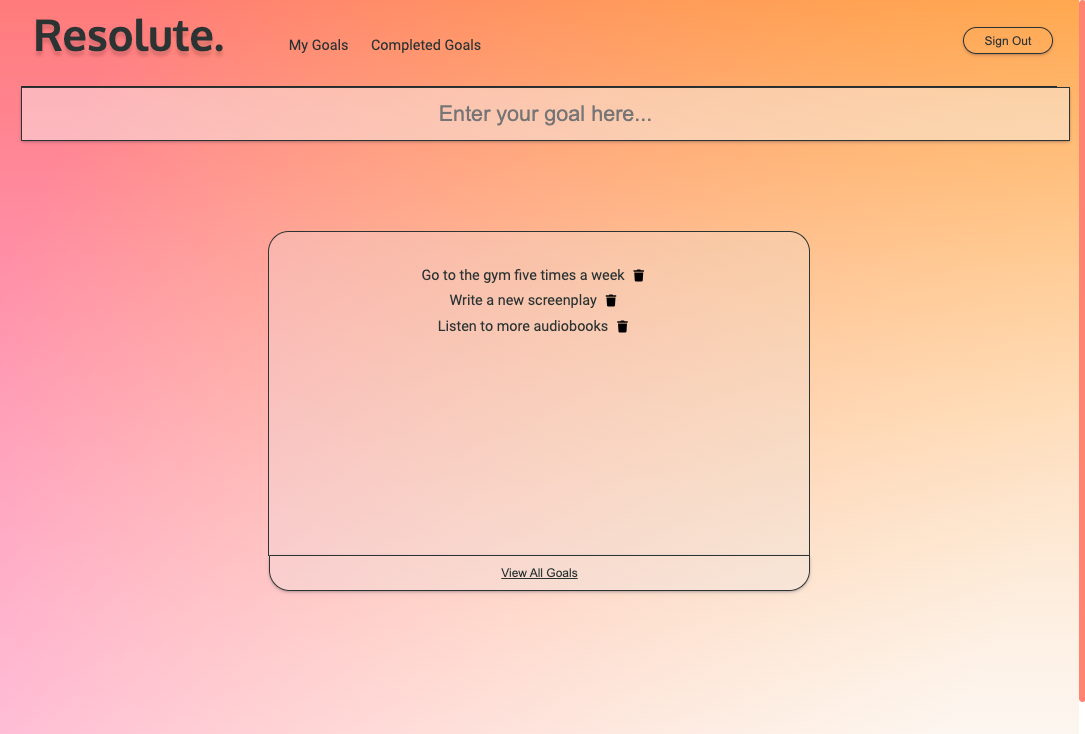 Resolute.
My Goals
Completed Goals
Sign Out
Enter your goal here...
Go to the gym five times a week
Write a new screenplay
Listen to more audiobooks
View All Goals